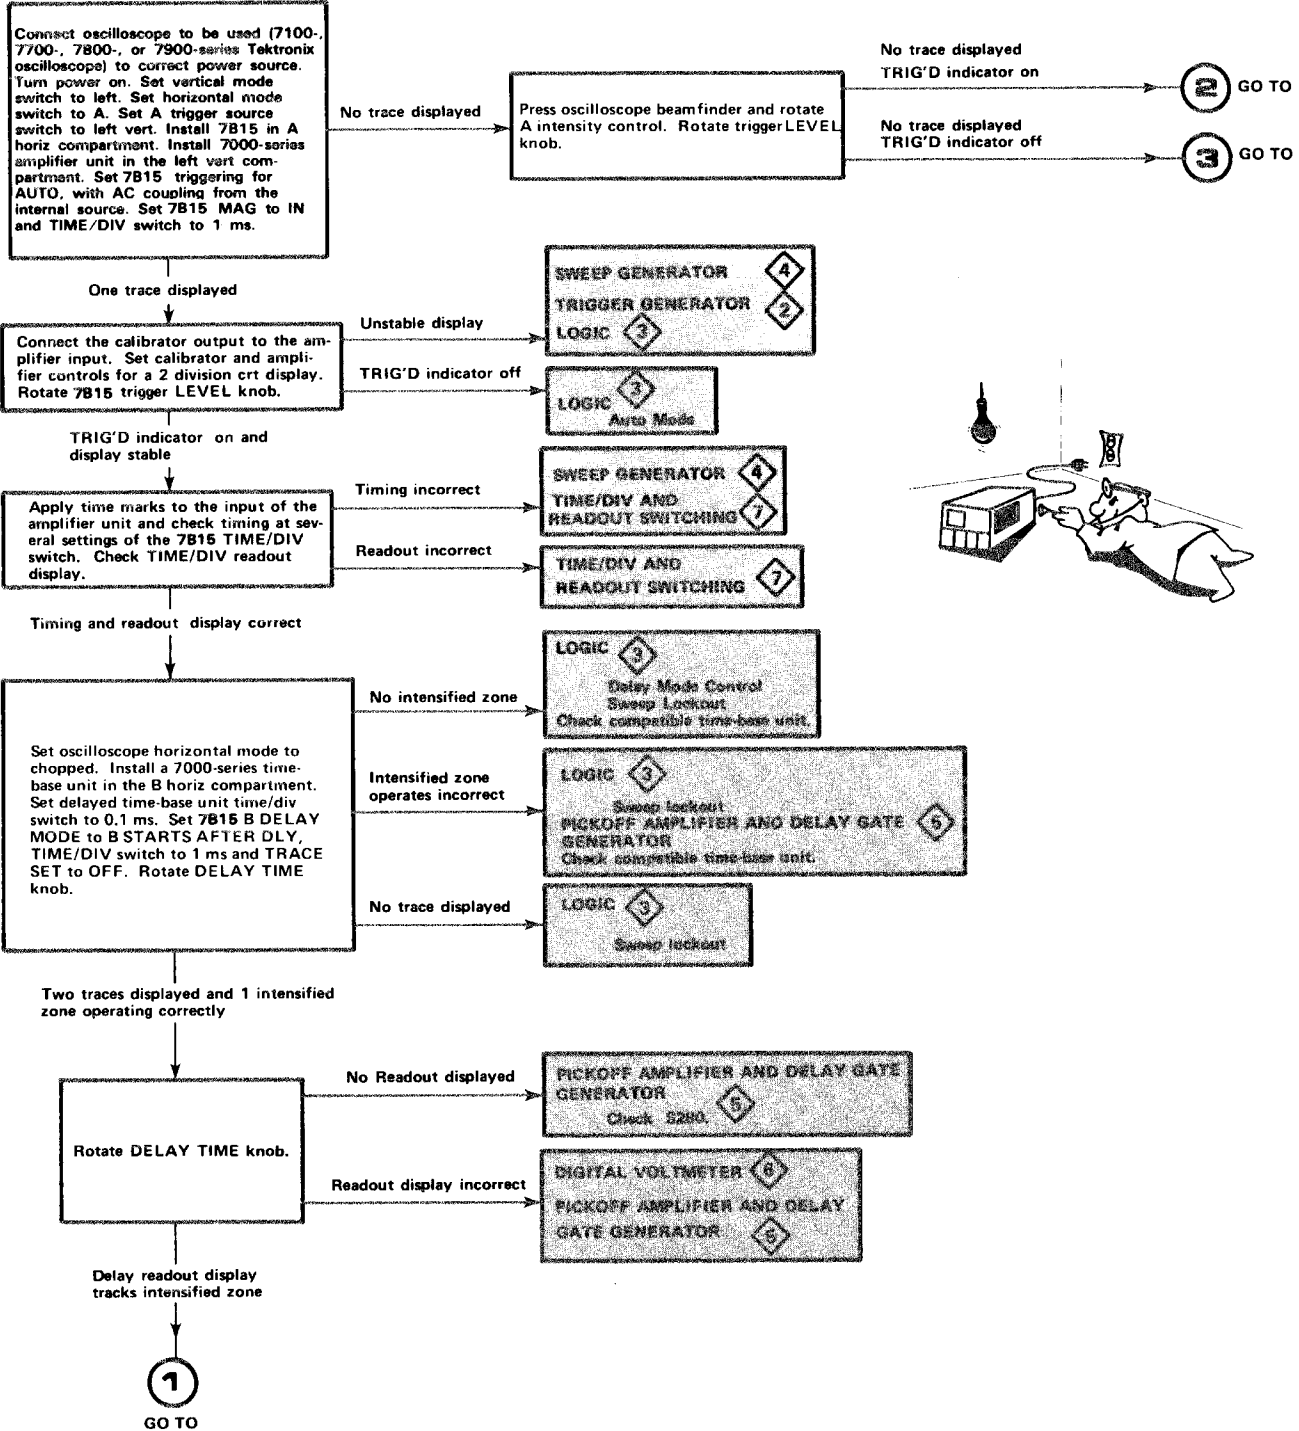 Connect oscilloscope to be used (7100-,
7700-, 7800-, or 7900-series Tektronix
oscilloscope) to correct power source.
Turn power on. Set vertical mode
switch to left. Set horizontal mode
switch to A. Set A trigger source
switch to left vert. Install 7B15 in A
horiz compartment. Install 7000-series
amplifier unit in the left vert com-
partment. Set 7B15 triggering for
AUTO, with AC coupling from the
internal source. Set 7B15 MAG to IN
and TIME/DIV switch to 1 ms.
No trace displayed
Press oscilloscope beamfinder and rotate
A intensity control. Rotate trigger LEVEL
knob.
No trace displayed
TRIG'D indicator on
2 GO TO
No trace displayed
TRIG'D indicator off
3 GO TO
One trace displayed
Connect the calibrator output to the am-
plifier input. Set calibrator and ampli-
fier controls for a 2 division crt display.
Rotate 7B15 trigger LEVEL knob.
Unstable display
SWEEP GENERATOR 4
TRIGGER GENERATOR 2
LOGIC 3
TRIG'D indicator off
LOGIC 3
Auto Mode
TRIG'D indicator on and
display stable
Apply time marks to the input of the
amplifier unit and check timing at sev-
eral settings of the 7B15 TIME/DIV
switch. Check TIME/DIV readout
display.
Timing incorrect
SWEEP GENERATOR 4
TIME/DIV AND
READOUT SWITCHING 7
Readout incorrect
TIME/DIV AND
READOUT SWITCHING 7
Timing and readout display correct
Set oscilloscope horizontal mode to
chopped. Install a 7000-series time-
base unit in the B horiz compartment.
Set delayed time-base unit time/div
switch to 0.1 ms. Set 7B15 B DELAY
MODE to B STARTS AFTER DLY,
TIME/DIV switch to 1 ms and TRACE
SET to OFF. Rotate DELAY TIME
knob.
No intensified zone
LOGIC 3
Delay Mode Control
Sweep Lockout
Check compatible time-base unit.
Intensified zone
operates incorrect
LOGIC 3
Sweep lockout
PICKOFF AMPLIFIER AND DELAY GATE 5
GENERATOR
Check compatible time-base unit.
No trace displayed
LOGIC 3
Sweep lockout
Two traces displayed and 1 intensified
zone operating correctly
Rotate DELAY TIME knob.
No Readout displayed
PICKOFF AMPLIFIER AND DELAY GATE
GENERATOR 5
Check S280.
Readout display incorrect
DIGITAL VOLTMETER 6
PICKOFF AMPLIFIER AND DELAY
GATE GENERATOR 5
Delay readout display
tracks intensified zone
1
GO TO